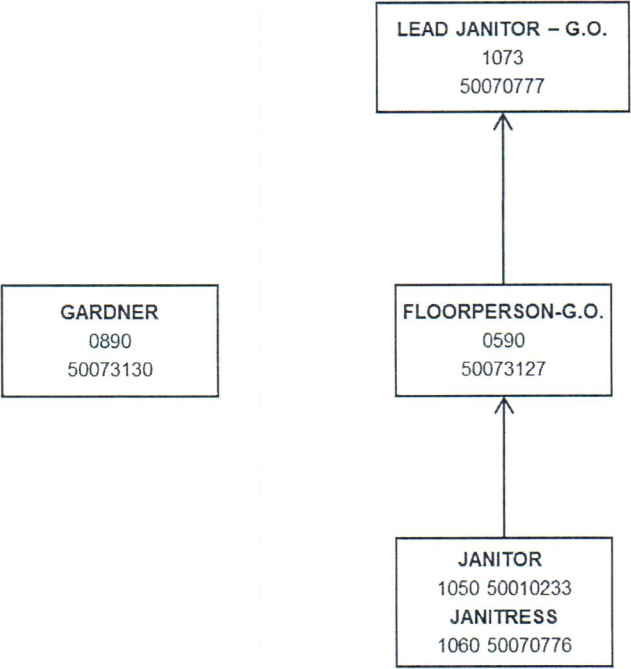 LEAD JANITOR – G.O.
1073
50070777
GARDNER
0890
50073130
FLOORPERSON-G.O.
0590
50073127
JANITOR
1050 50010233
JANITRESS
1060 50070776